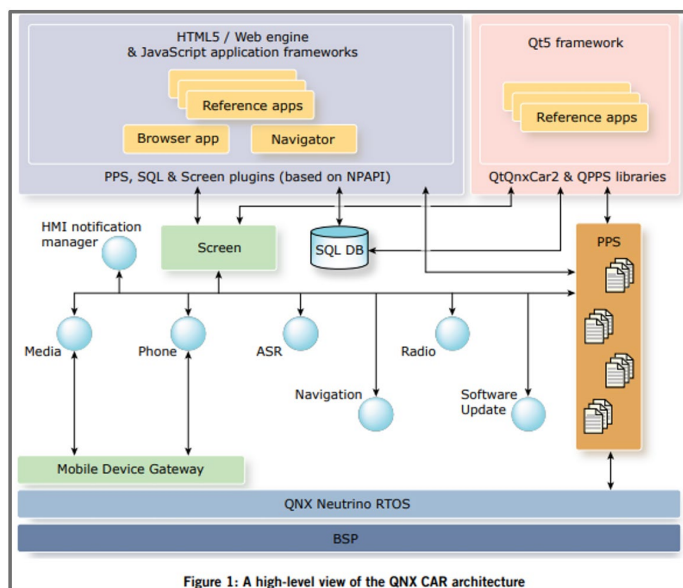 HTML5 / Web engine
& JavaScript application frameworks
Reference apps
Browser app
Navigator
PPS, SQL & Screen plugins (based on NPAPI)
Qt5 framework
Reference apps
QtQnxCar2 & QPPS libraries
HMI notification
manager
Screen
SQL DB
PPS
Media
Phone
ASR
Radio
Navigation
Software
Update
Mobile Device Gateway
QNX Neutrino RTOS
BSP
Figure 1: A high-level view of the QNX CAR architecture